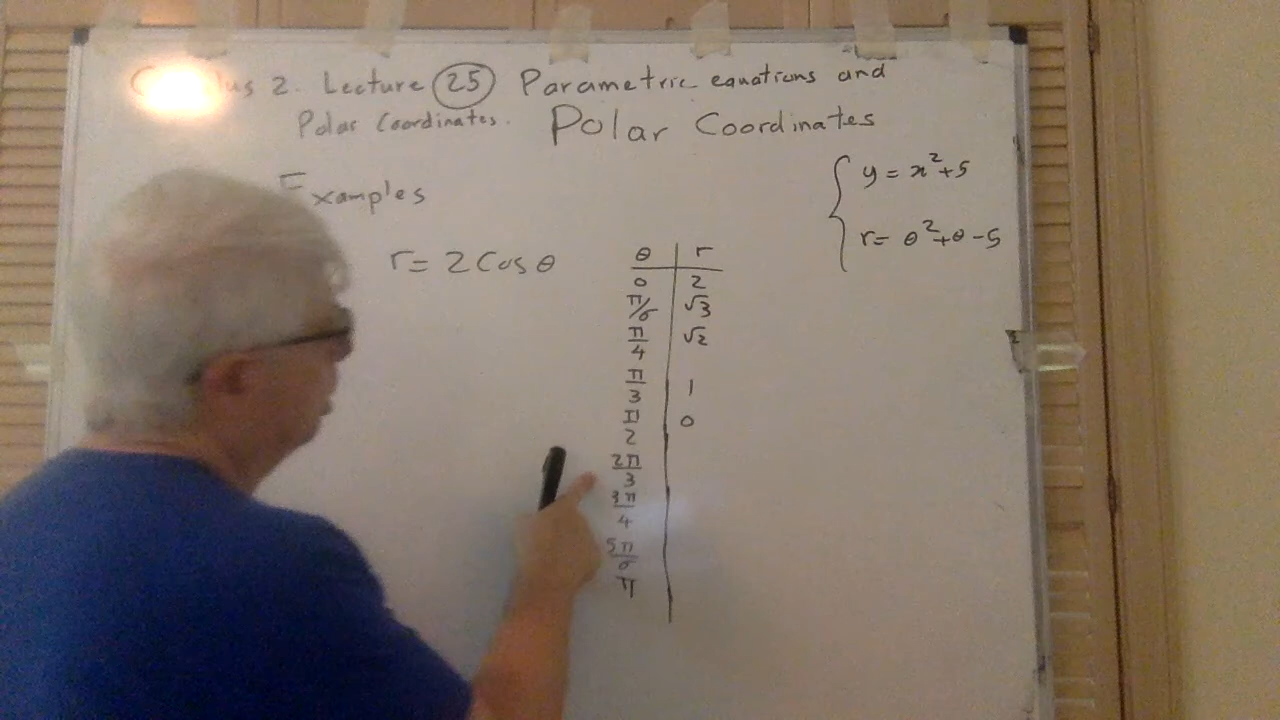 2. Lecture 25 Parametric equations and
Polar Coordinates. Polar Coordinates
Examples
y = x²+5
r = θ²+θ-5
r = 2 Cos θ
θ r
0 2
π/6 √3
π/4 √2
π/3 1
π/2 0
2π/3
3π/4
5π/6
π